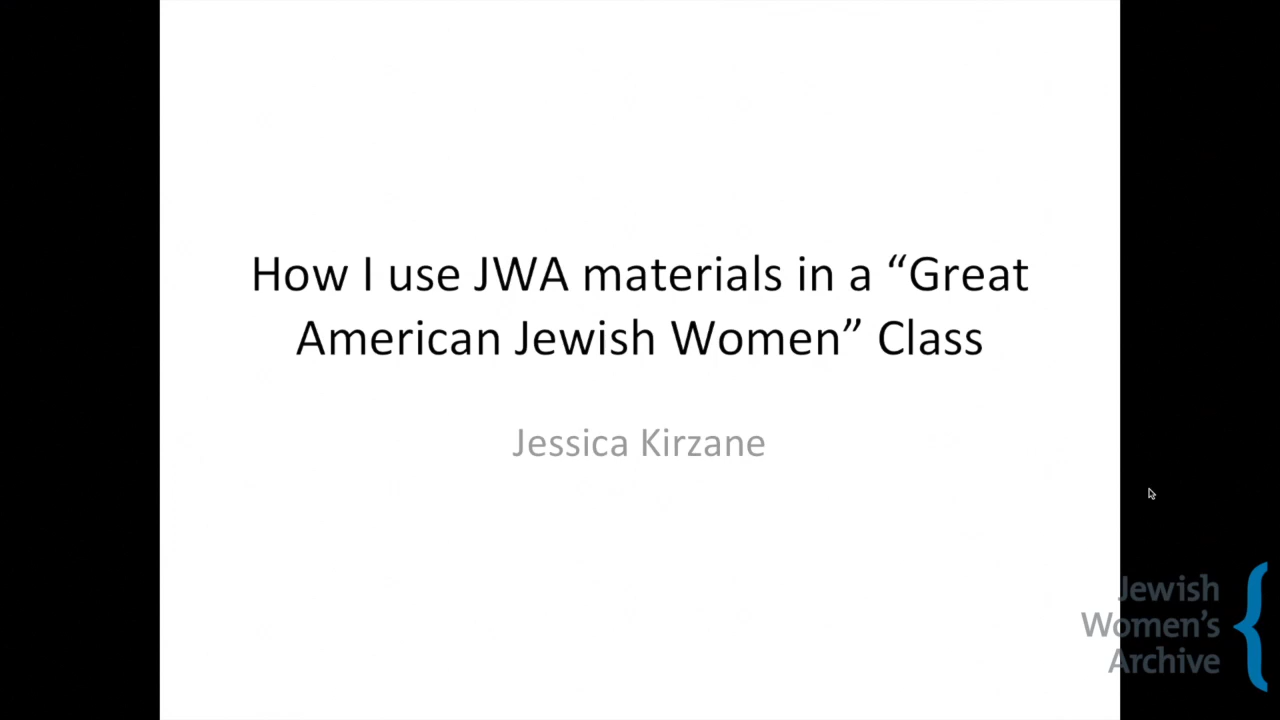 How I use JWA materials in a “Great
American Jewish Women” Class
Jessica Kirzane
Jewish
Women's
Archive